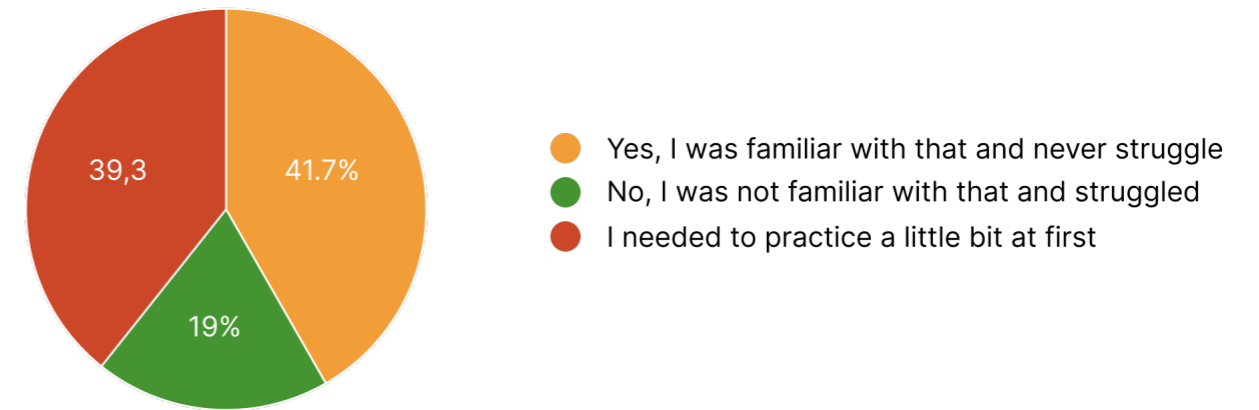 39,3
41.7%
19%
Yes, I was familiar with that and never struggle
No, I was not familiar with that and struggled
I needed to practice a little bit at first